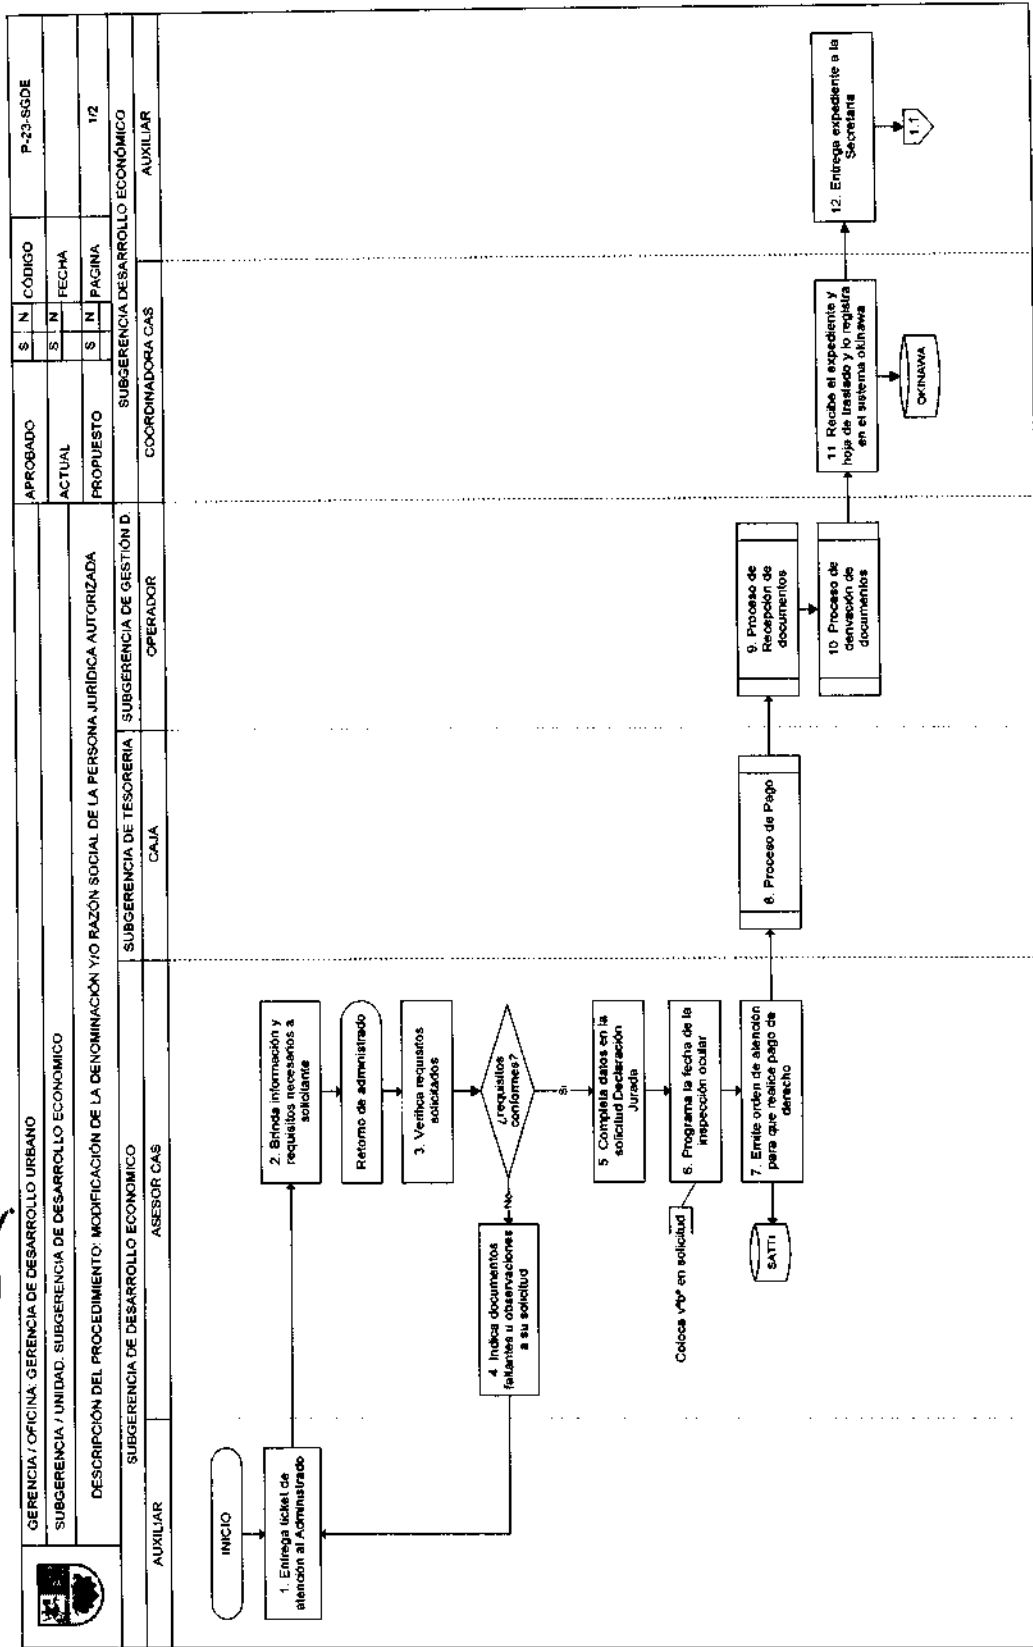 GERENCIA / OFICINA: GERENCIA DE DESARROLLO URBANO
APROBADO
S N
CÓDIGO
P-23-SGDE
SUBGERENCIA / UNIDAD. SUBGERENCIA DE DESARROLLO ECONOMICO
ACTUAL
S N
FECHA
DESCRIPCIÓN DEL PROCEDIMIENTO: MODIFICACIÓN DE LA DENOMINACIÓN Y/O RAZÓN SOCIAL DE LA PERSONA JURÍDICA AUTORIZADA
PROPUESTO
S N
PAGINA
1/2
SUBGERENCIA DE DESARROLLO ECONOMICO
SUBGERENCIA DE TESORERIA
SUBGERENCIA DE GESTIÓN D.
SUBGERENCIA DESARROLLO ECONÓMICO
AUXILIAR
ASESOR CAS
CAJA
OPERADOR
COORDINADORA CAS
AUXILIAR
INICIO
1. Entrega ticket de
atención al Administrado
2. Brinda información y
requisitos necesarios a
solicitante
Retorno de administrado
3. Verifica requisitos
solicitados
¿requisitos
conformes?
No
Si
4 Indica documentos
faltantes u observaciones
a su solicitud
5 Completa datos en la
solicitud Declaración
Jurada
6. Programa la fecha de la
inspección ocular
Coloca v°b° en solicitud
7. Emite orden de atención
para que realice pago de
derecho
SATTI
8. Proceso de Pago
9. Proceso de
Recepción de
documentos
10 Proceso de
derivación de
documentos
11 Recibe el expediente y
hoja de traslado y lo registra
en el sistema okinawa
OKINAWA
12. Entrega expediente a la
Secretaria
1.1